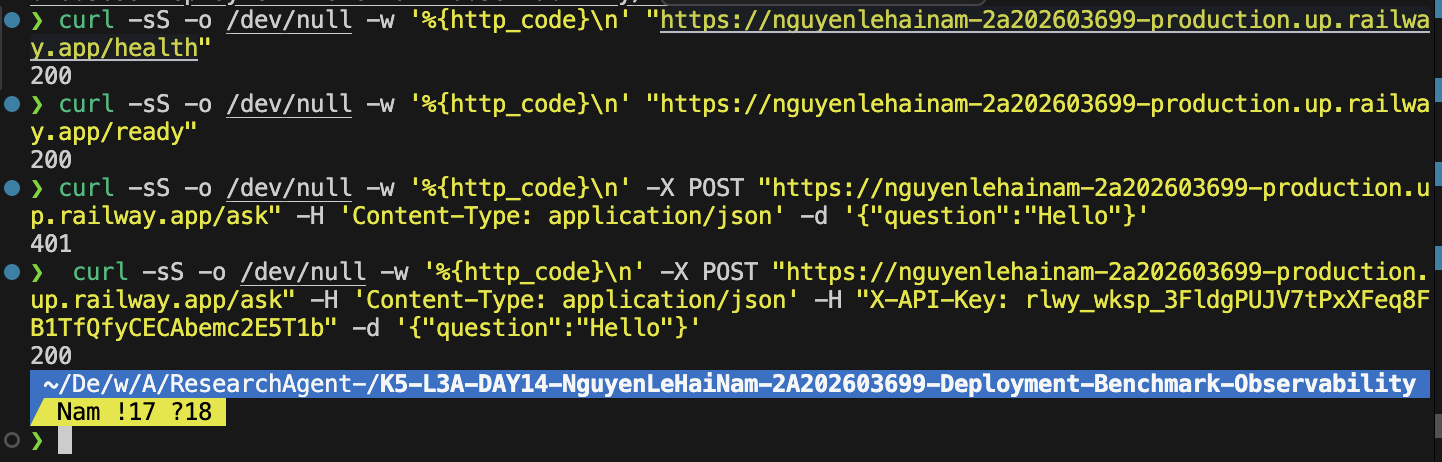 ❯ curl -sS -o /dev/null -w '%{http_code}\n' "https://nguyenlehainam-2a202603699-production.up.railwa
y.app/health"
200
❯ curl -sS -o /dev/null -w '%{http_code}\n' "https://nguyenlehainam-2a202603699-production.up.railwa
y.app/ready"
200
❯ curl -sS -o /dev/null -w '%{http_code}\n' -X POST "https://nguyenlehainam-2a202603699-production.u
p.railway.app/ask" -H 'Content-Type: application/json' -d '{"question":"Hello"}'
401
❯  curl -sS -o /dev/null -w '%{http_code}\n' -X POST "https://nguyenlehainam-2a202603699-production.
up.railway.app/ask" -H 'Content-Type: application/json' -H "X-API-Key: rlwy_wksp_3FldgPUJV7tPxXFeq8F
B1TfQfyCECAbemc2E5T1b" -d '{"question":"Hello"}'
200
~/De/w/A/ResearchAgent-/K5-L3A-DAY14-NguyenLeHaiNam-2A202603699-Deployment-Benchmark-Observability
Nam !17 ?18
❯